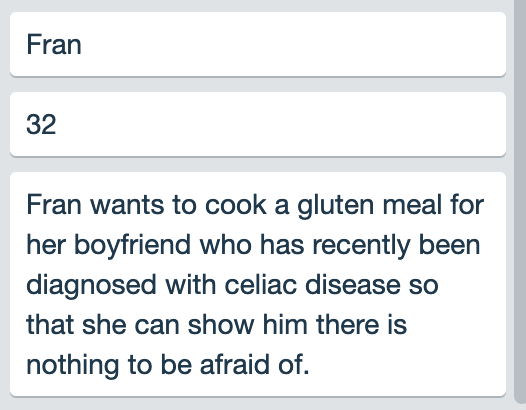 Fran
32
Fran wants to cook a gluten meal for
her boyfriend who has recently been
diagnosed with celiac disease so
that she can show him there is
nothing to be afraid of.